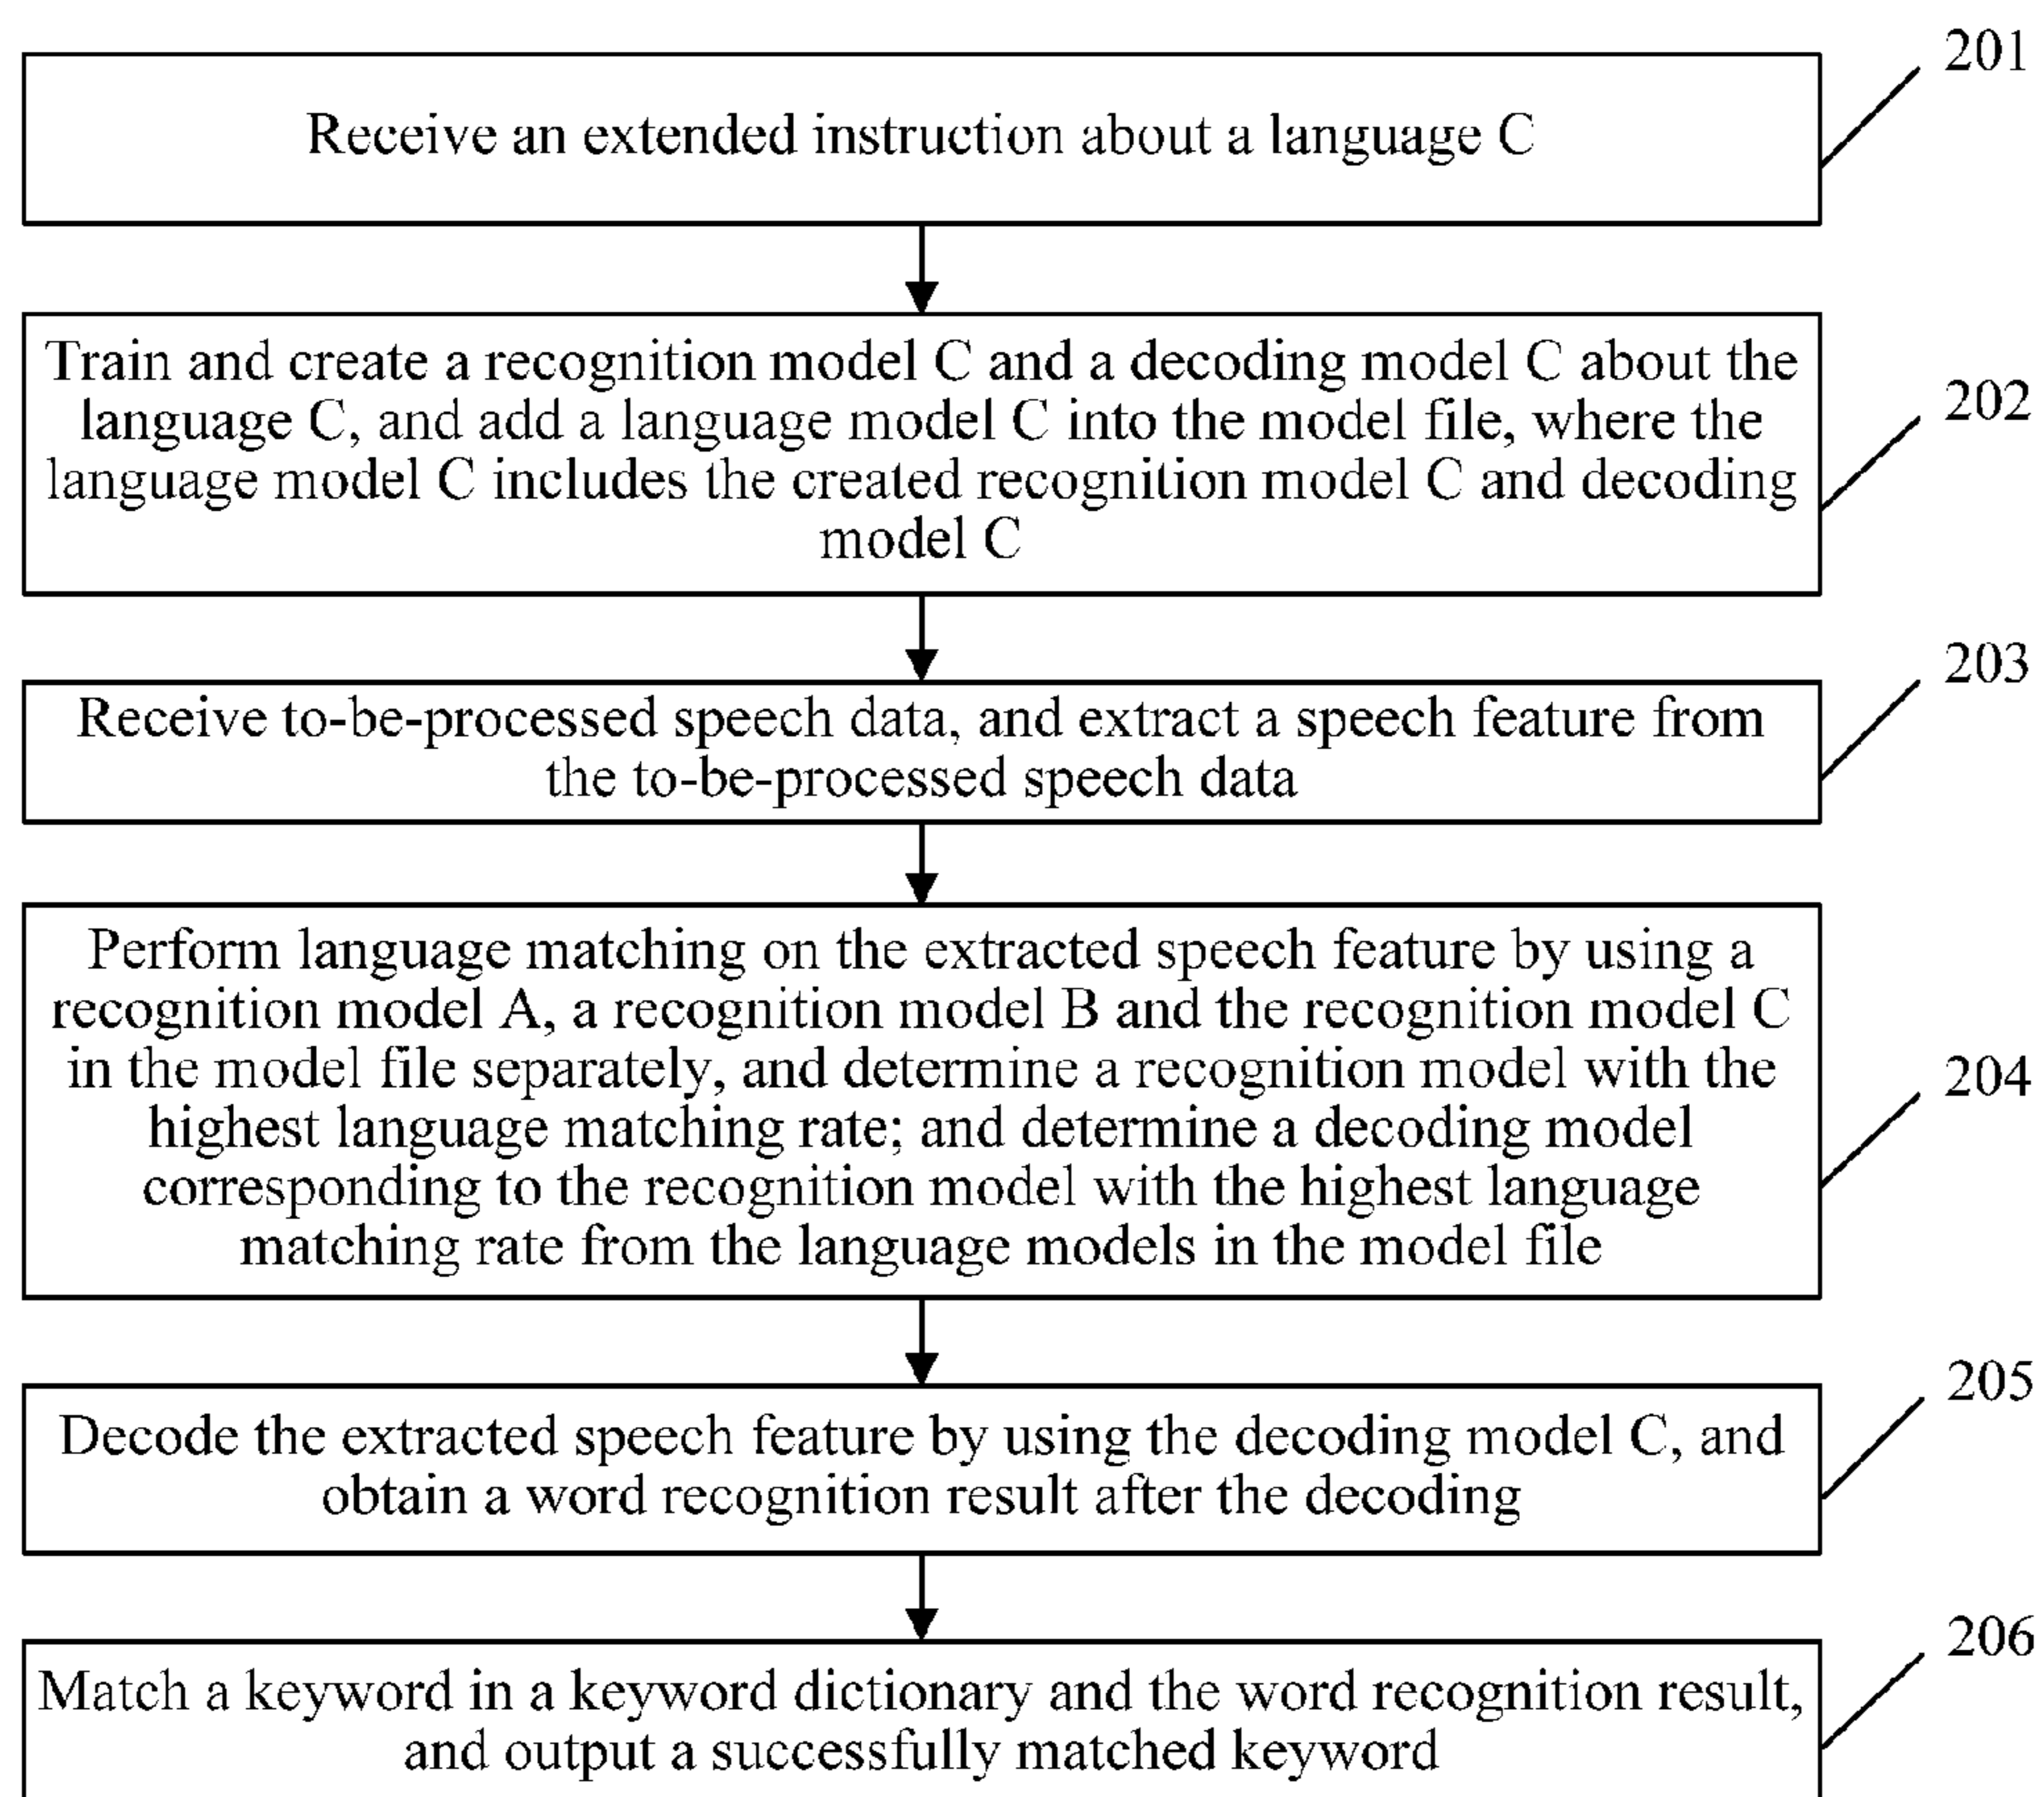 201
Receive an extended instruction about a language C
Train and create a recognition model C and a decoding model C about the
language C, and add a language model C into the model file, where the
language model C includes the created recognition model C and decoding
model C
202
Receive to-be-processed speech data, and extract a speech feature from
the to-be-processed speech data
203
Perform language matching on the extracted speech feature by using a
recognition model A, a recognition model B and the recognition model C
in the model file separately, and determine a recognition model with the
highest language matching rate; and determine a decoding model
corresponding to the recognition model with the highest language
matching rate from the language models in the model file
204
Decode the extracted speech feature by using the decoding model C, and
obtain a word recognition result after the decoding
205
Match a keyword in a keyword dictionary and the word recognition result,
and output a successfully matched keyword
206